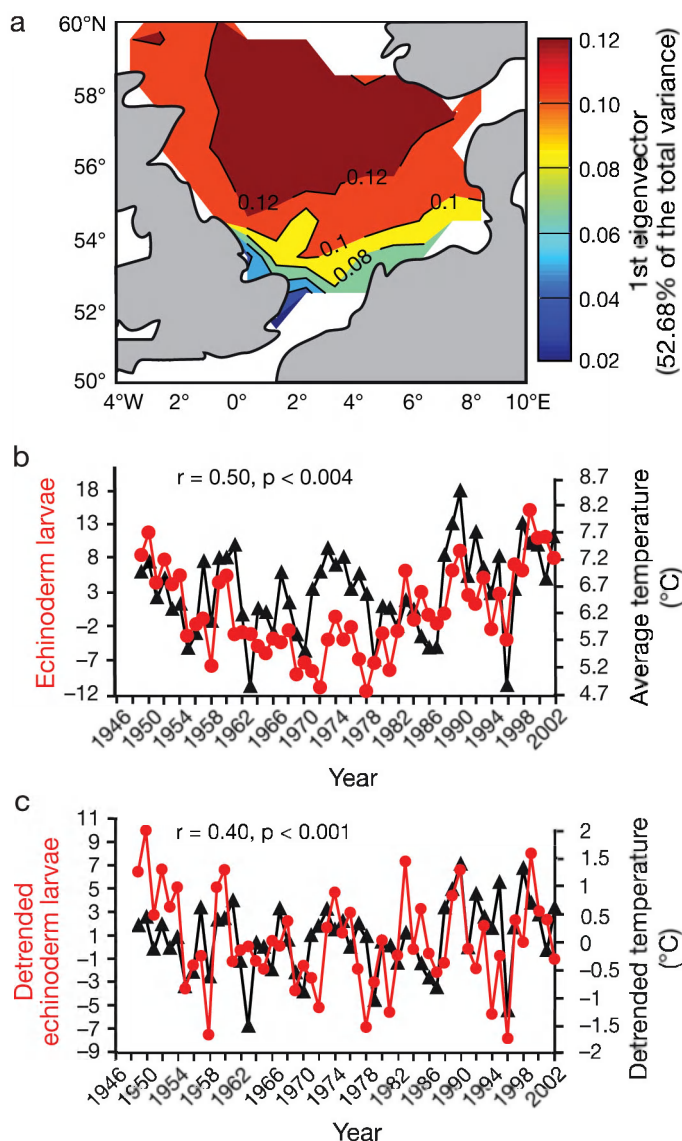 a
60°N
58°
56°
54°
52°
50°
4°W 2° 0° 2° 4° 6° 8° 10°E
0.12
0.12
0.1
0.1
0.08
0.12
0.10
0.08
0.06
0.04
0.02
1st eigenvector
(52.68% of the total variance)
b
r = 0.50, p < 0.004
Echinoderm larvae
18
13
8
3
−2
−7
−12
8.7
8.2
7.7
7.2
6.7
6.2
5.7
5.2
4.7
Average temperature
(°C)
1946 1950 1954 1958 1962 1966 1970 1974 1978 1982 1986 1990 1994 1998 2002
Year
c
r = 0.40, p < 0.001
Detrended
echinoderm larvae
11
9
7
5
3
1
−1
−3
−5
−7
−9
2
1.5
1
0.5
0
−0.5
−1
−1.5
−2
Detrended temperature
(°C)
1946 1950 1954 1958 1962 1966 1970 1974 1978 1982 1986 1990 1994 1998 2002
Year